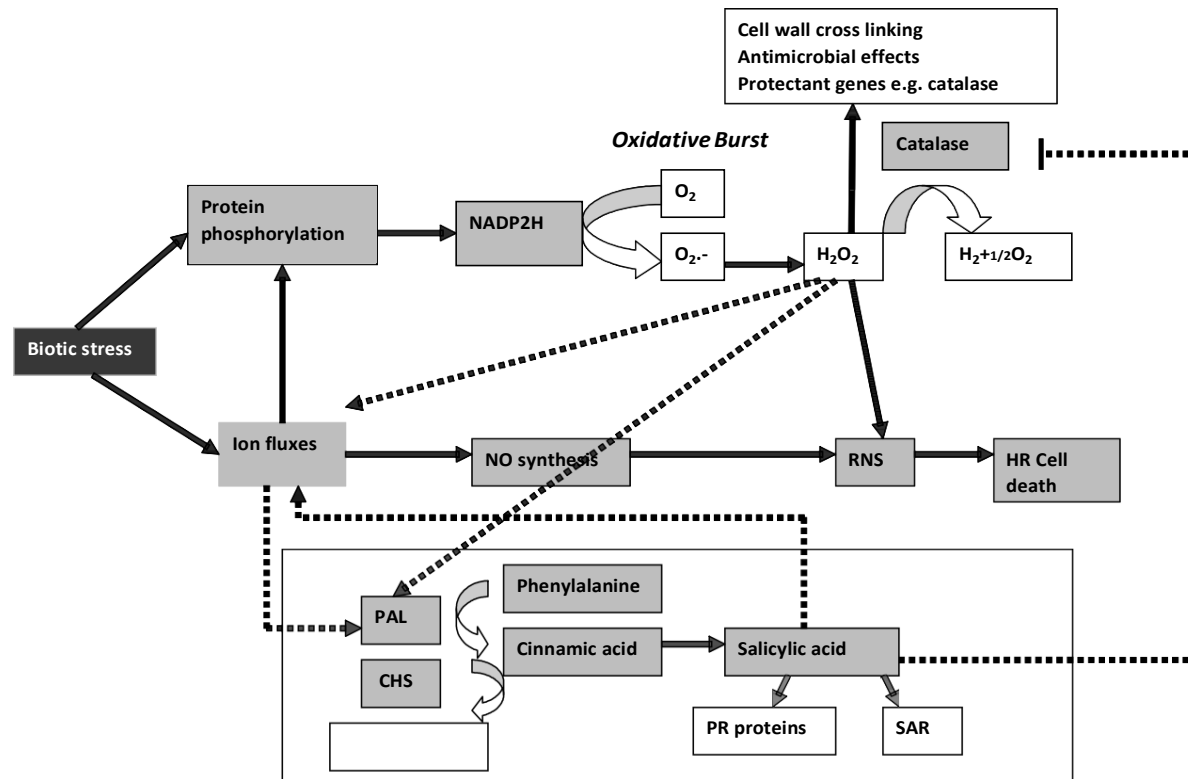 Cell wall cross linking
Antimicrobial effects
Protectant genes e.g. catalase
Oxidative Burst
Catalase
Protein
phosphorylation
NADP2H
O₂
O₂.-
H₂O₂
H₂+1/2O₂
Biotic stress
Ion fluxes
NO synthesis
RNS
HR Cell
death
Phenylalanine
PAL
Cinnamic acid
Salicylic acid
CHS
PR proteins
SAR